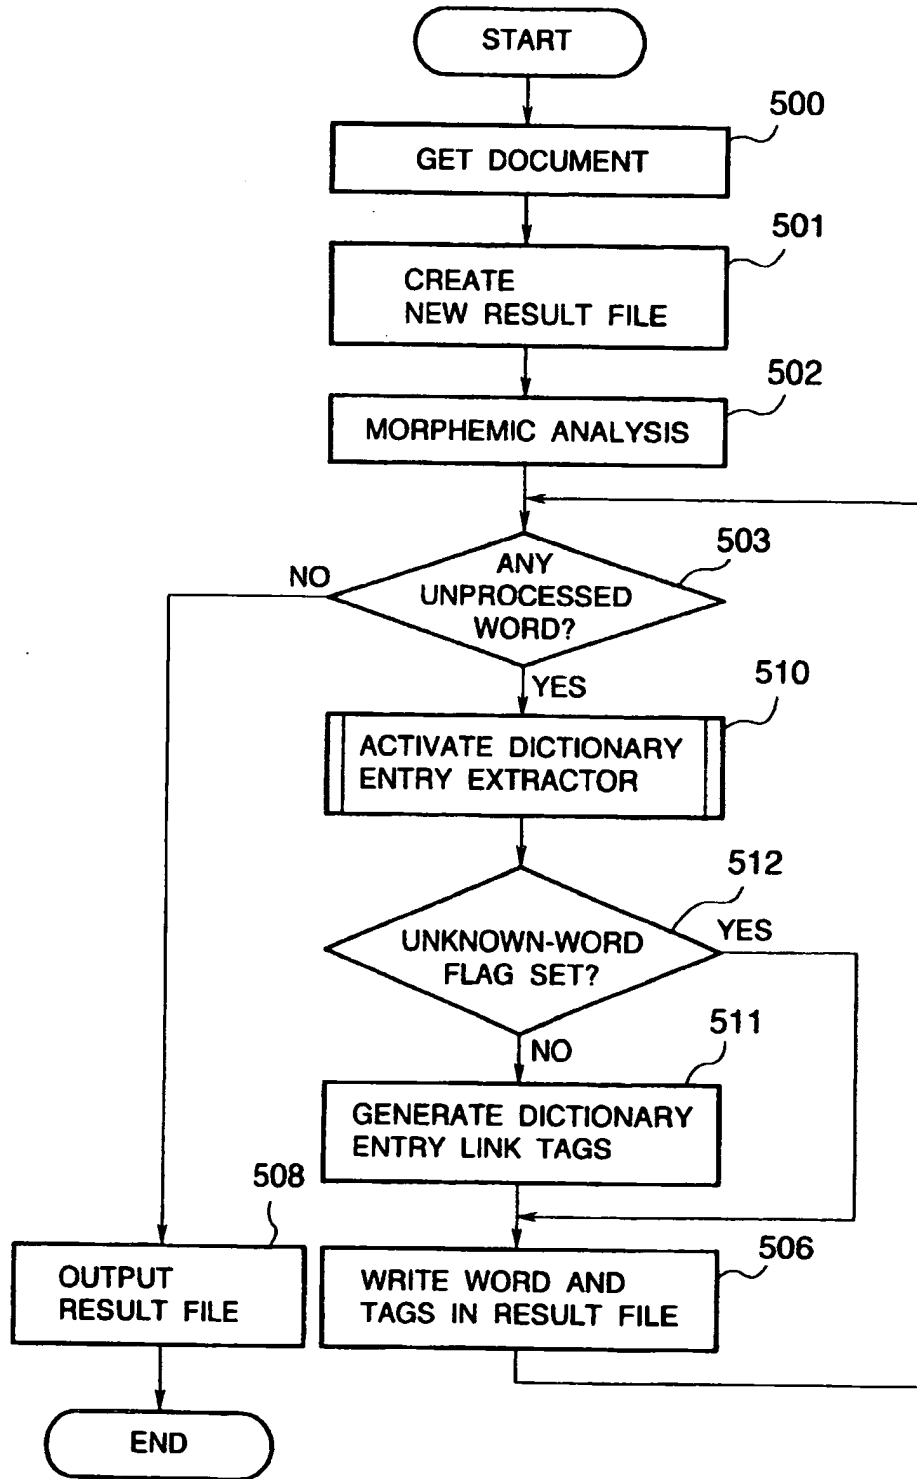 START
500
GET DOCUMENT
501
CREATE
NEW RESULT FILE
502
MORPHEMIC ANALYSIS
503
ANY
UNPROCESSED
WORD?
NO
YES
510
ACTIVATE DICTIONARY
ENTRY EXTRACTOR
512
UNKNOWN-WORD
FLAG SET?
YES
NO
511
GENERATE DICTIONARY
ENTRY LINK TAGS
508
OUTPUT
RESULT FILE
506
WRITE WORD AND
TAGS IN RESULT FILE
END